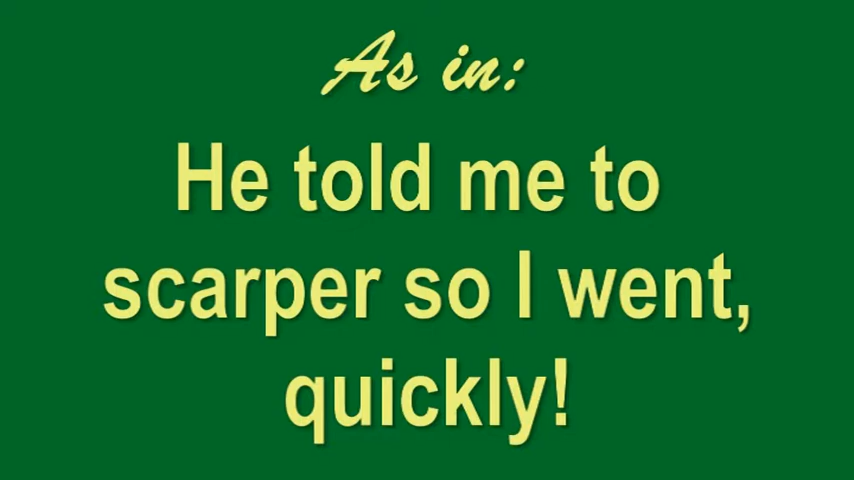 As in:
He told me to
scarper so I went,
quickly!